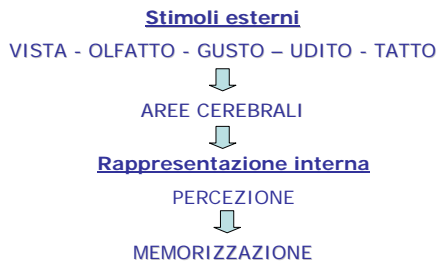 Stimoli esterni
VISTA - OLFATTO - GUSTO – UDITO - TATTO
AREE CEREBRALI
Rappresentazione interna
PERCEZIONE
MEMORIZZAZIONE